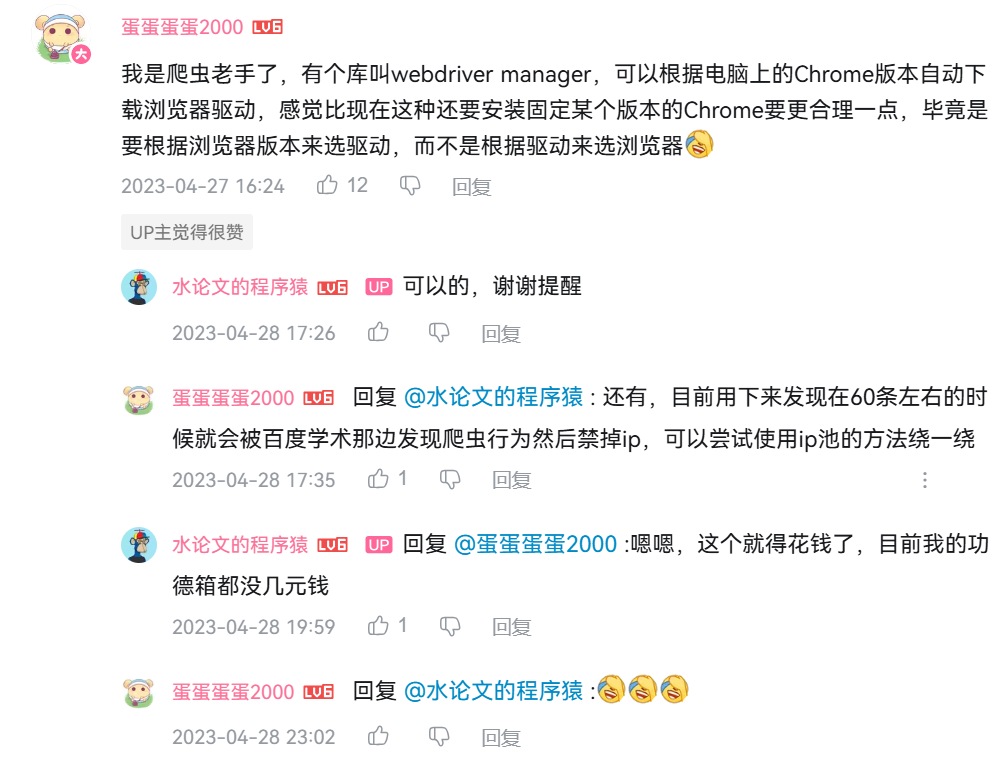 蛋蛋蛋蛋2000 LV6
大
我是爬虫老手了，有个库叫webdriver manager，可以根据电脑上的Chrome版本自动下
载浏览器驱动，感觉比现在这种还要安装固定某个版本的Chrome要更合理一点，毕竟是
要根据浏览器版本来选驱动，而不是根据驱动来选浏览器
2023-04-27 16:24 12 回复
UP主觉得很赞
水论文的程序猿 LV6 UP 可以的，谢谢提醒
2023-04-28 17:26 回复
蛋蛋蛋蛋2000 LV6 回复 @水论文的程序猿 : 还有，目前用下来发现在60条左右的时
候就会被百度学术那边发现爬虫行为然后禁掉ip，可以尝试使用ip池的方法绕一绕
2023-04-28 17:35 1 回复
水论文的程序猿 LV6 UP 回复 @蛋蛋蛋蛋2000 :嗯嗯，这个就得花钱了，目前我的功
德箱都没几元钱
2023-04-28 19:59 1 回复
蛋蛋蛋蛋2000 LV6 回复 @水论文的程序猿 :
2023-04-28 23:02 回复